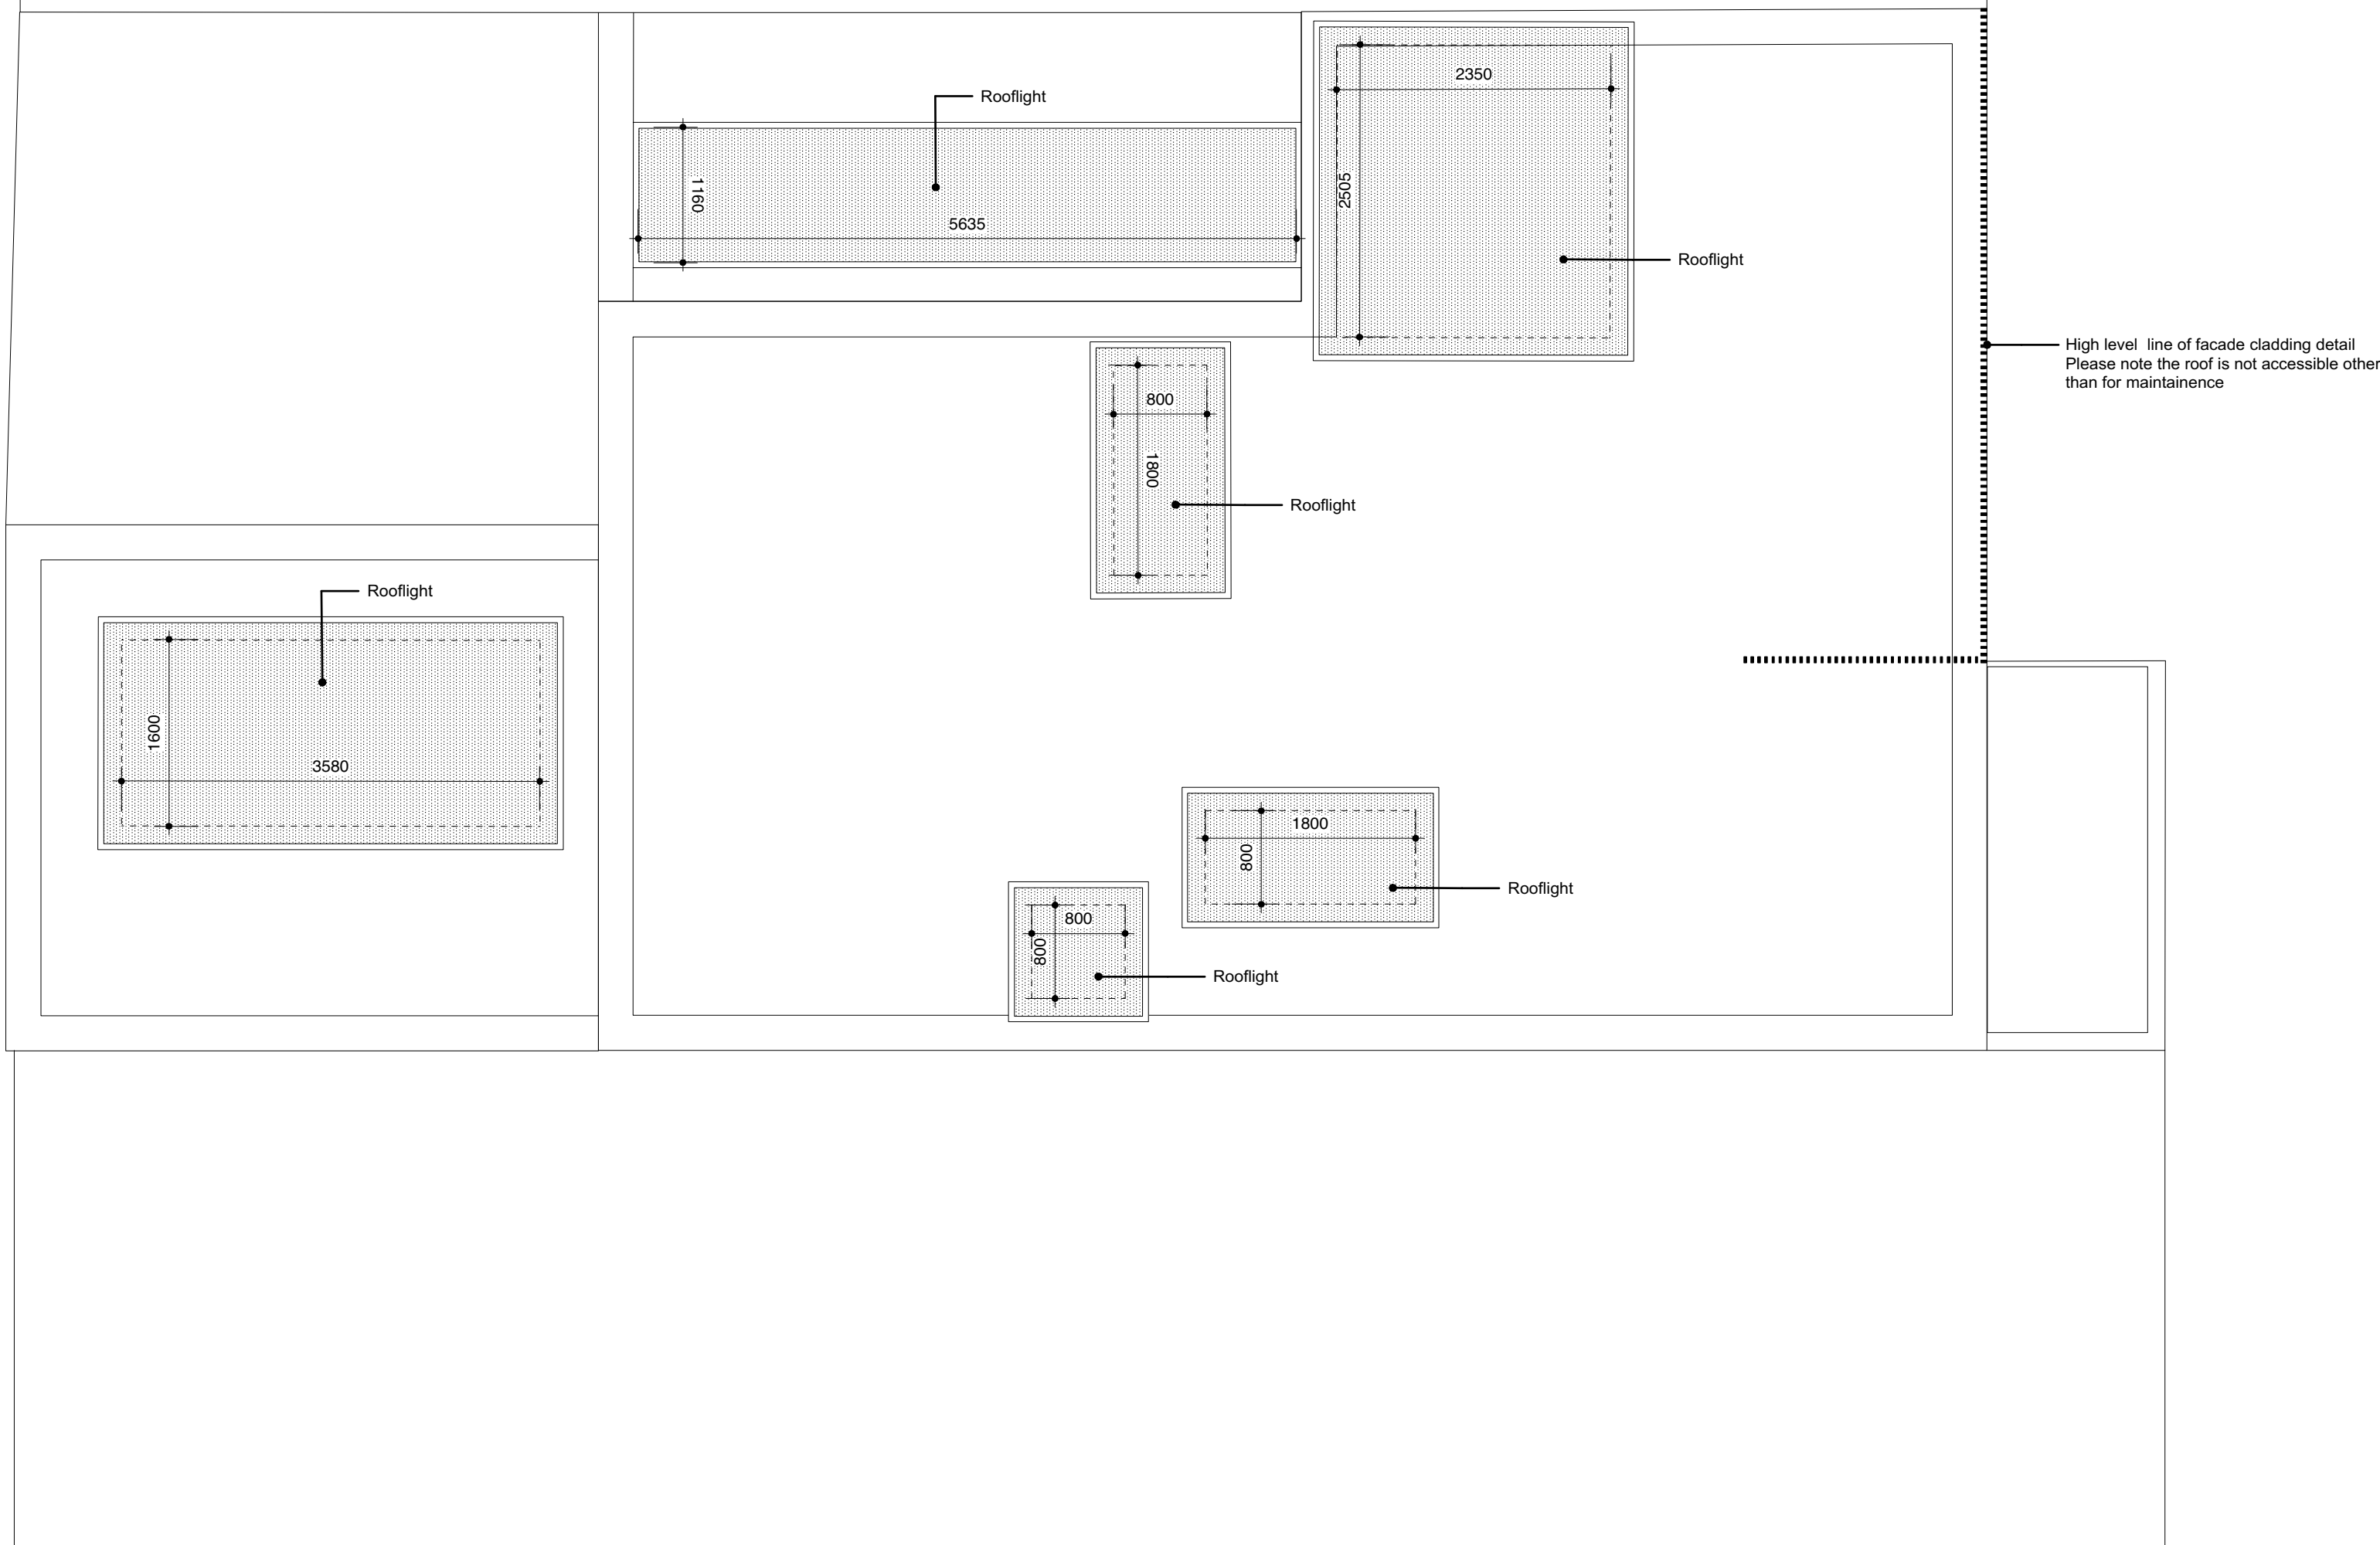 2350
Rooflight
1160
2505
5635
Rooflight
High level  line of facade cladding detail
Please note the roof is not accessible other
than for maintainence
800
1800
Rooflight
Rooflight
1600
3580
1800
800
Rooflight
800
800
Rooflight